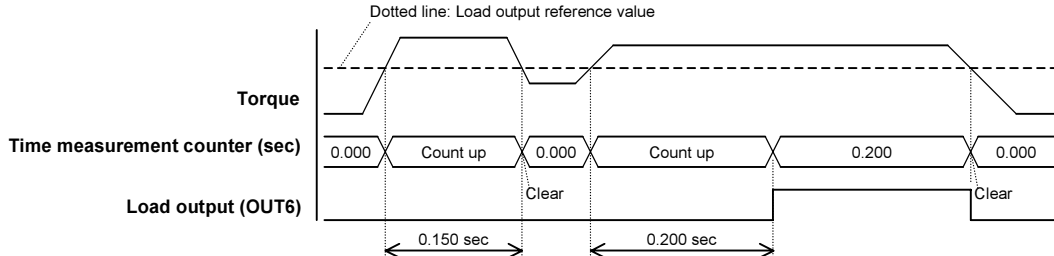 Dotted line: Load output reference value
Torque
Time measurement counter (sec)
0.000
Count up
0.000
Count up
0.200
0.000
Clear
Clear
Load output (OUT6)
0.150 sec
0.200 sec